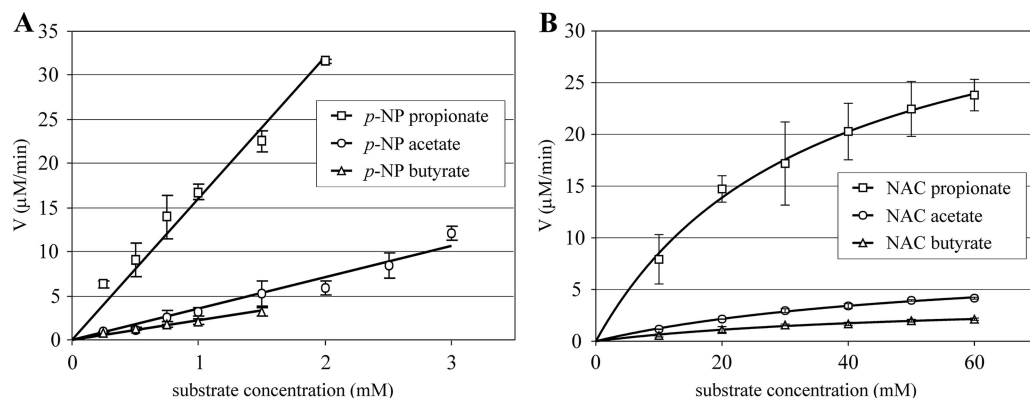 A
35
30
25
20
15
10
5
0
V (µM/min)
0
1
2
3
substrate concentration (mM)
p-NP propionate
p-NP acetate
p-NP butyrate
B
30
25
20
15
10
5
0
V (µM/min)
0
20
40
60
substrate concentration (mM)
NAC propionate
NAC acetate
NAC butyrate